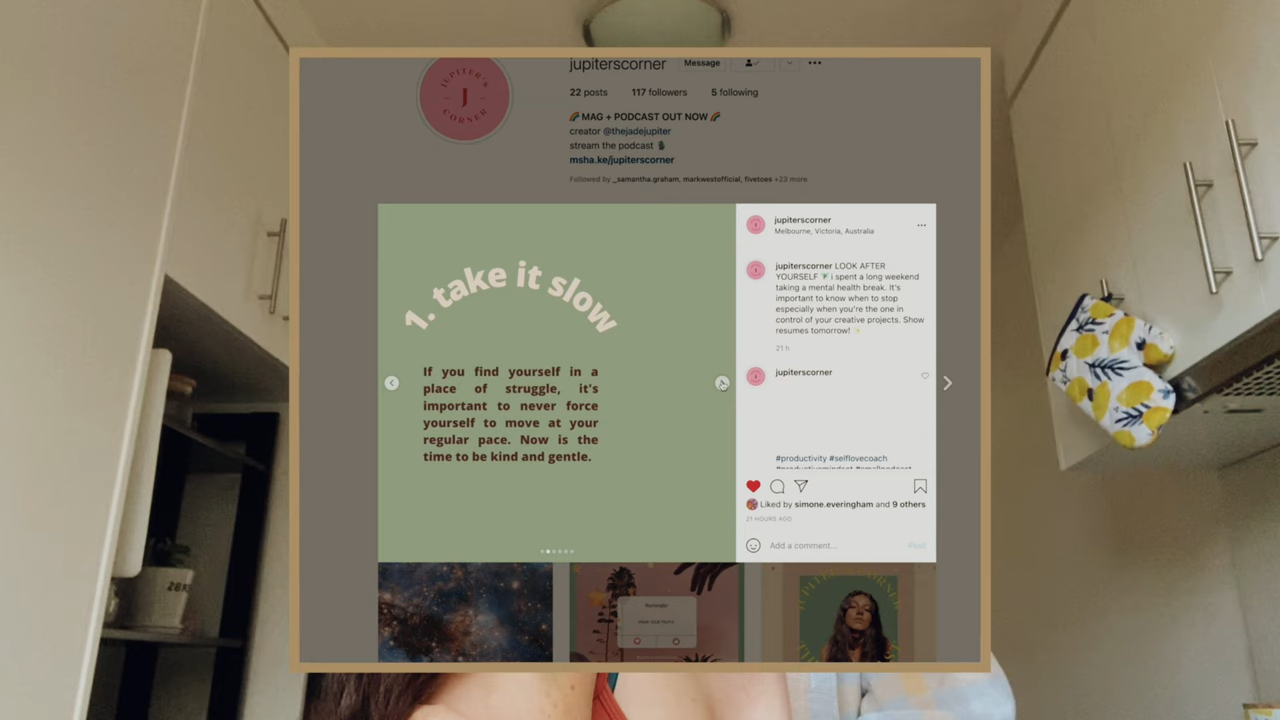 JUPITER'S
J
CORNER
jupiterscorner Message
22 posts 117 followers 5 following
🌈 MAG + PODCAST OUT NOW 🌈
creator @thejadejupiter
stream the podcast
msha.ke/jupiterscorner
Followed by _samantha.graham, markwestofficial, fivetoes +23 more
1. take it slow
If you find yourself in a
place of struggle, it's
important to never force
yourself to move at your
regular pace. Now is the
time to be kind and gentle.
jupiterscorner
Melbourne, Victoria, Australia
jupiterscorner LOOK AFTER
YOURSELF i spent a long weekend
taking a mental health break. It's
important to know when to stop
especially when you're the one in
control of your creative projects. Show
resumes tomorrow! ✨
21 h
jupiterscorner
#productivity #selflovecoach
Liked by simone.everingham and 9 others
21 HOURS AGO
Add a comment... Post